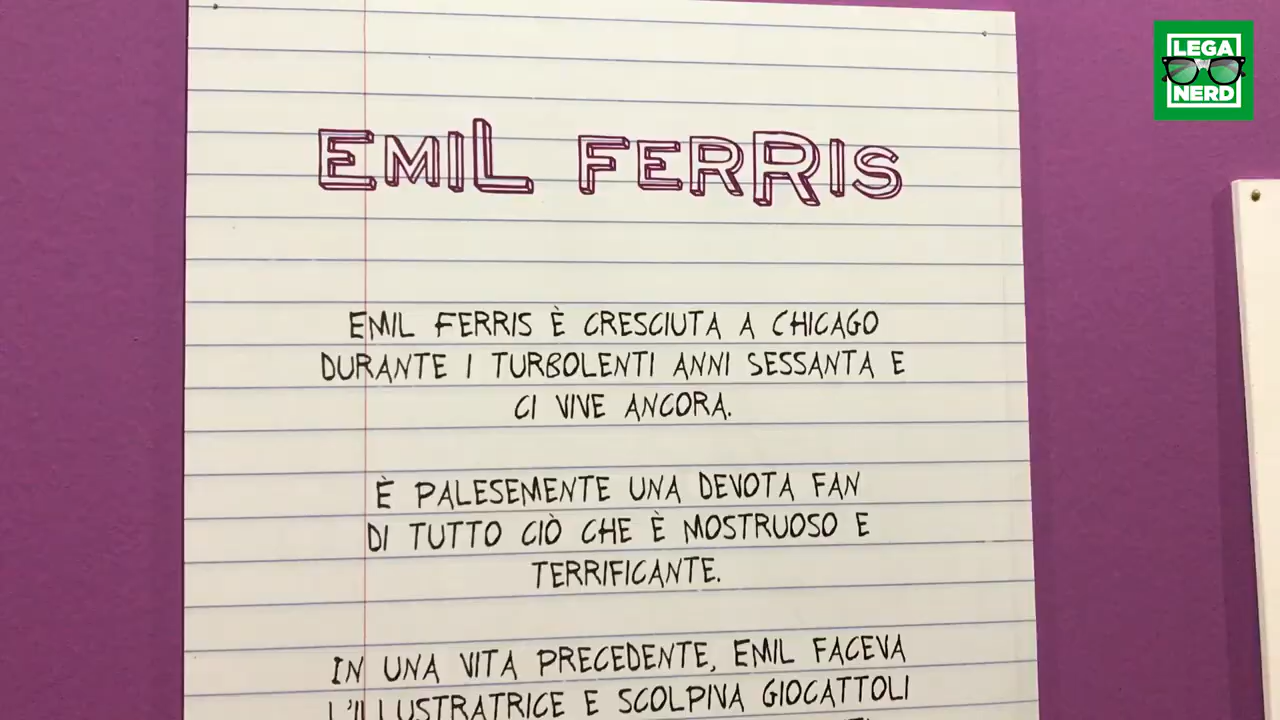 LEGA
NERD
EMIL FERRIS
EMIL FERRIS È CRESCIUTA A CHICAGO
DURANTE I TURBOLENTI ANNI SESSANTA E
CI VIVE ANCORA.
È PALESEMENTE UNA DEVOTA FAN
DI TUTTO CIÒ CHE È MOSTRUOSO E
TERRIFICANTE.
IN UNA VITA PRECEDENTE, EMIL FACEVA
L'ILLUSTRATRICE E SCOLPIVA GIOCATTOLI